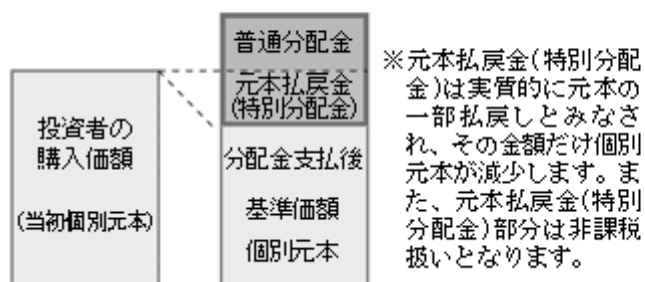 投資者の
購入価額
(当初個別元本)
普通分配金
元本払戻金
(特別分配金)
分配金支払後
基準価額
個別元本
※元本払戻金(特別分配
金)は実質的に元本の
一部払戻しとみなさ
れ、その金額だけ個別
元本が減少します。ま
た、元本払戻金(特別
分配金)部分は非課税
扱いとなります。